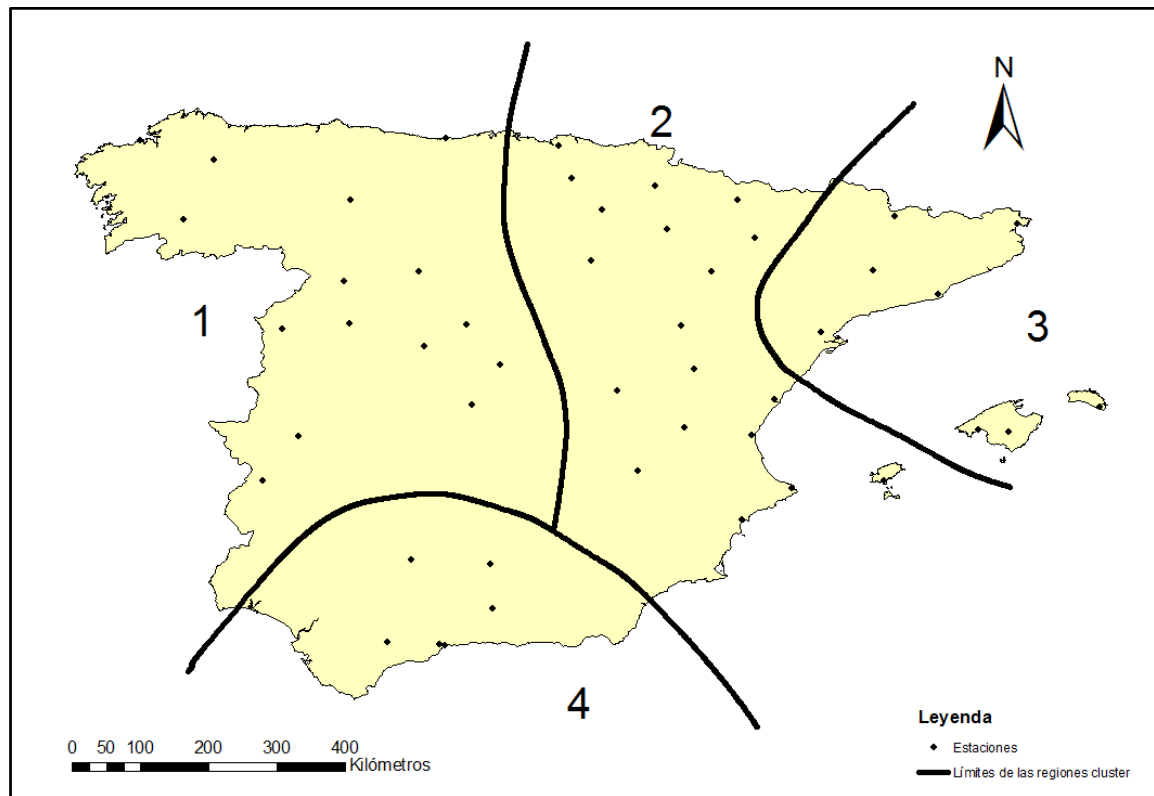 N
2
1
3
4
Leyenda
Estaciones
Límites de las regiones cluster
0 50 100 200 300 400
Kilómetros